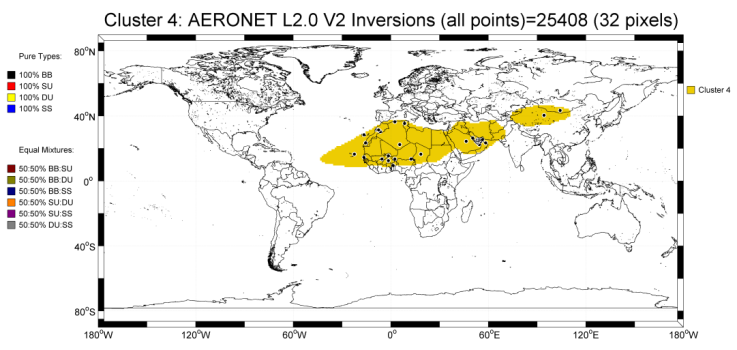 Cluster 4: AERONET L2.0 V2 Inversions (all points)=25408 (32 pixels)
Pure Types:
100% BB
100% SU
100% DU
100% SS
Equal Mixtures:
50:50% BB:SU
50:50% BB:DU
50:50% BB:SS
50:50% SU:DU
50:50% SU:SS
50:50% DU:SS
80°N
40°N
0°
40°S
80°S
180°W
120°W
60°W
0°
60°E
120°E
180°W
Cluster 4